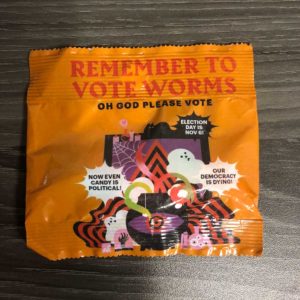 REMEMBER TO
VOTE WORMS
OH GOD PLEASE VOTE
ELECTION
DAY IS
NOV 6!
NOW EVEN
CANDY IS
POLITICAL!
OUR
DEMOCRACY
IS DYING!